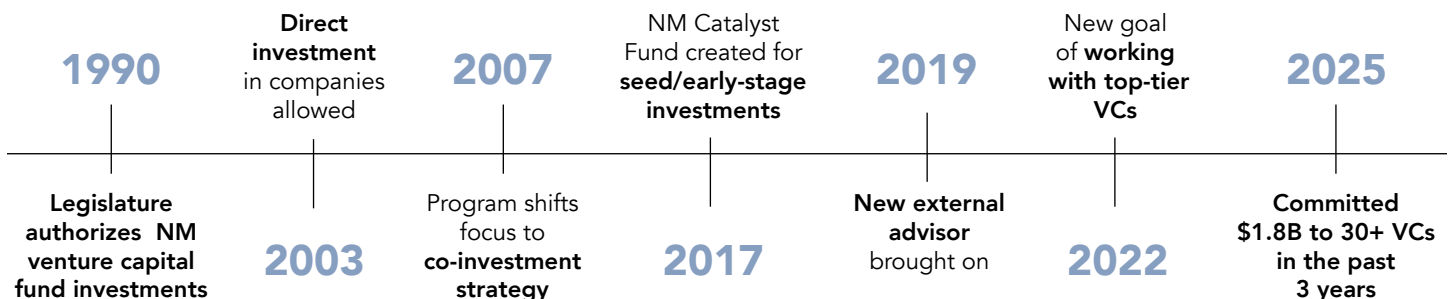 1990
Legislature
authorizes NM
venture capital
fund investments
Direct
investment
in companies
allowed
2003
2007
Program shifts
focus to
co-investment
strategy
NM Catalyst
Fund created for
seed/early-stage
investments
2017
2019
New external
advisor
brought on
New goal
of working
with top-tier
VCs
2022
2025
Committed
$1.8B to 30+ VCs
in the past
3 years